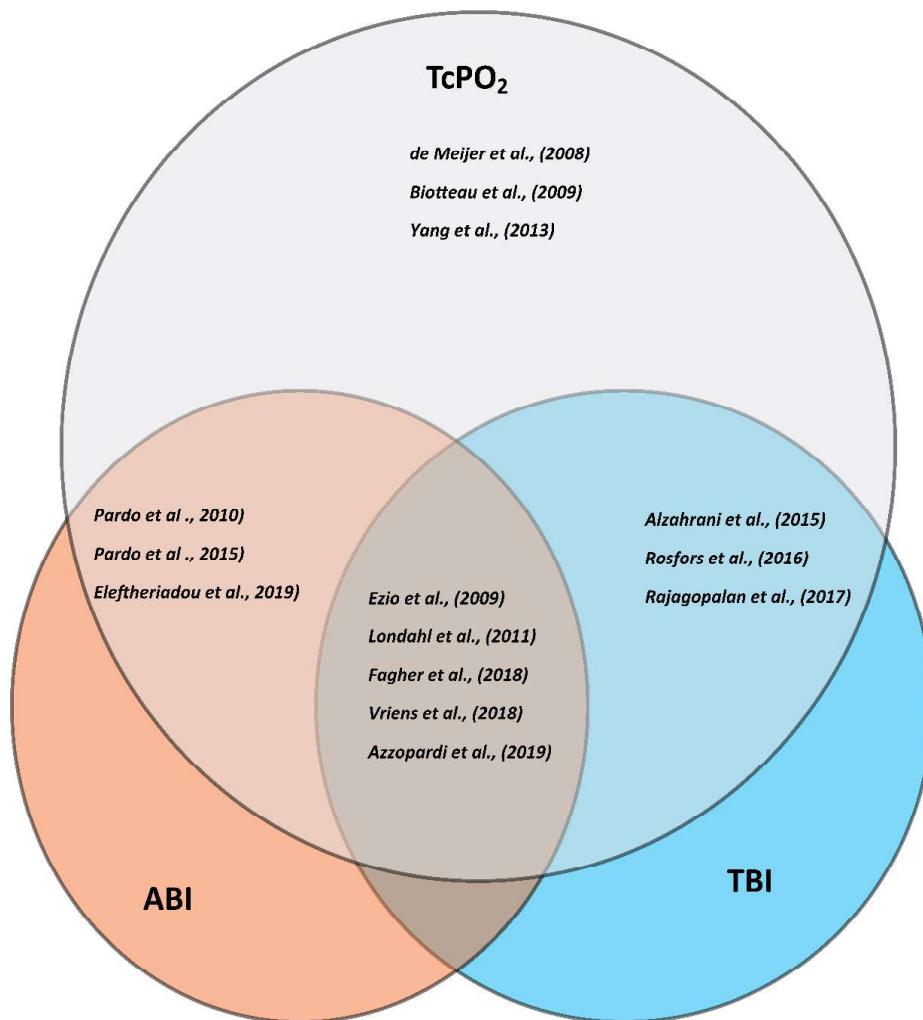 TcPO₂
de Meijer et al., (2008)
Biotteau et al., (2009)
Yang et al., (2013)
Pardo et al ., 2010)
Pardo et al ., 2015)
Eleftheriadou et al., 2019)
Alzahrani et al., (2015)
Rosfors et al., (2016)
Rajagopalan et al., (2017)
Ezio et al., (2009)
Londahl et al., (2011)
Fagher et al., (2018)
Vriens et al., (2018)
Azzopardi et al., (2019)
ABI
TBI